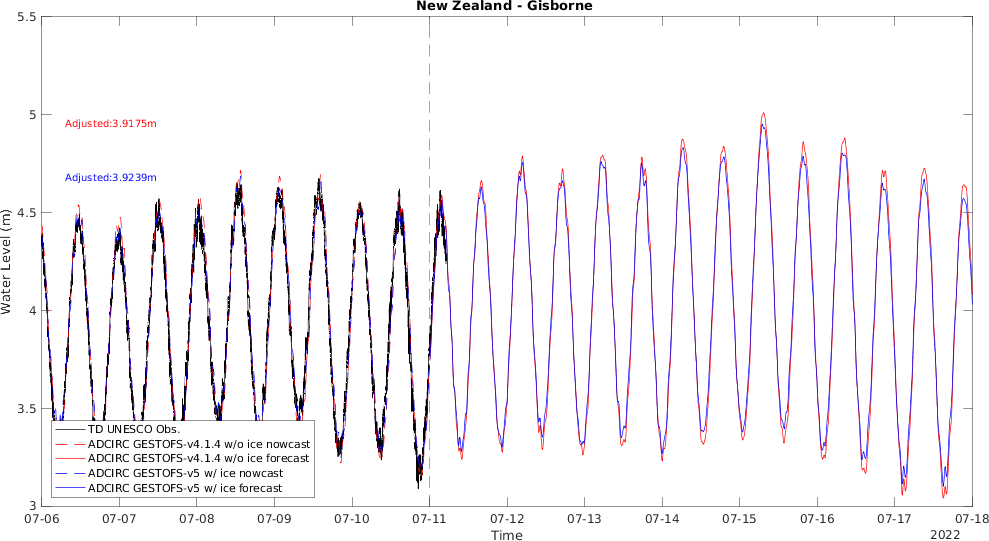 New Zealand - Gisborne
5.5
5
4.5
4
3.5
3
Water Level (m)
Adjusted:3.9175m
Adjusted:3.9239m
TD UNESCO Obs.
ADCIRC GESTOFS-v4.1.4 w/o ice nowcast
ADCIRC GESTOFS-v4.1.4 w/o ice forecast
ADCIRC GESTOFS-v5 w/ ice nowcast
ADCIRC GESTOFS-v5 w/ ice forecast
07-06 07-07 07-08 07-09 07-10 07-11 07-12 07-13 07-14 07-15 07-16 07-17 07-18
Time
2022